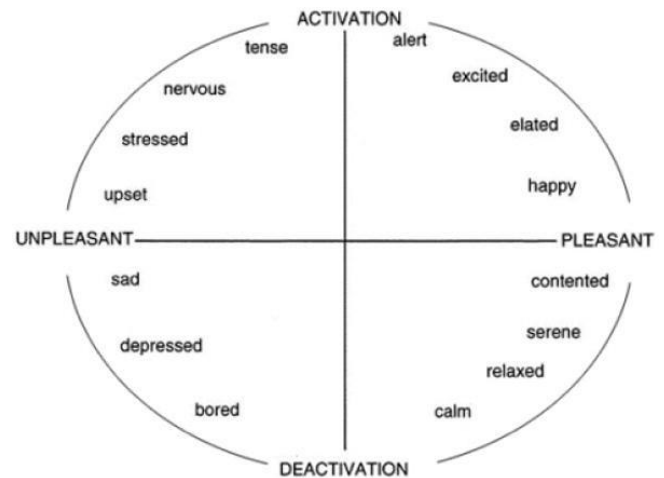 ACTIVATION
tense
alert
nervous
excited
stressed
elated
upset
happy
UNPLEASANT
PLEASANT
sad
contented
depressed
serene
relaxed
bored
calm
DEACTIVATION